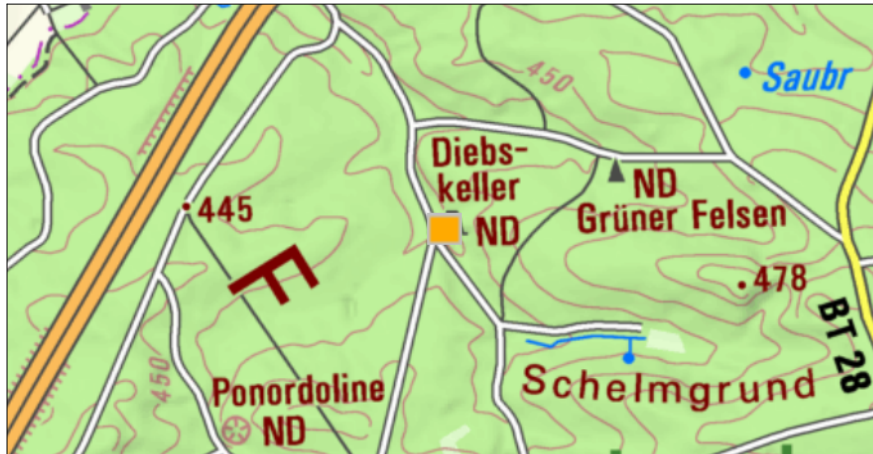 450
Saubr
Diebs-
keller
ND
ND
Grüner Felsen
445
F
478
BT 28
450
Ponordoline
ND
Schelmgrund